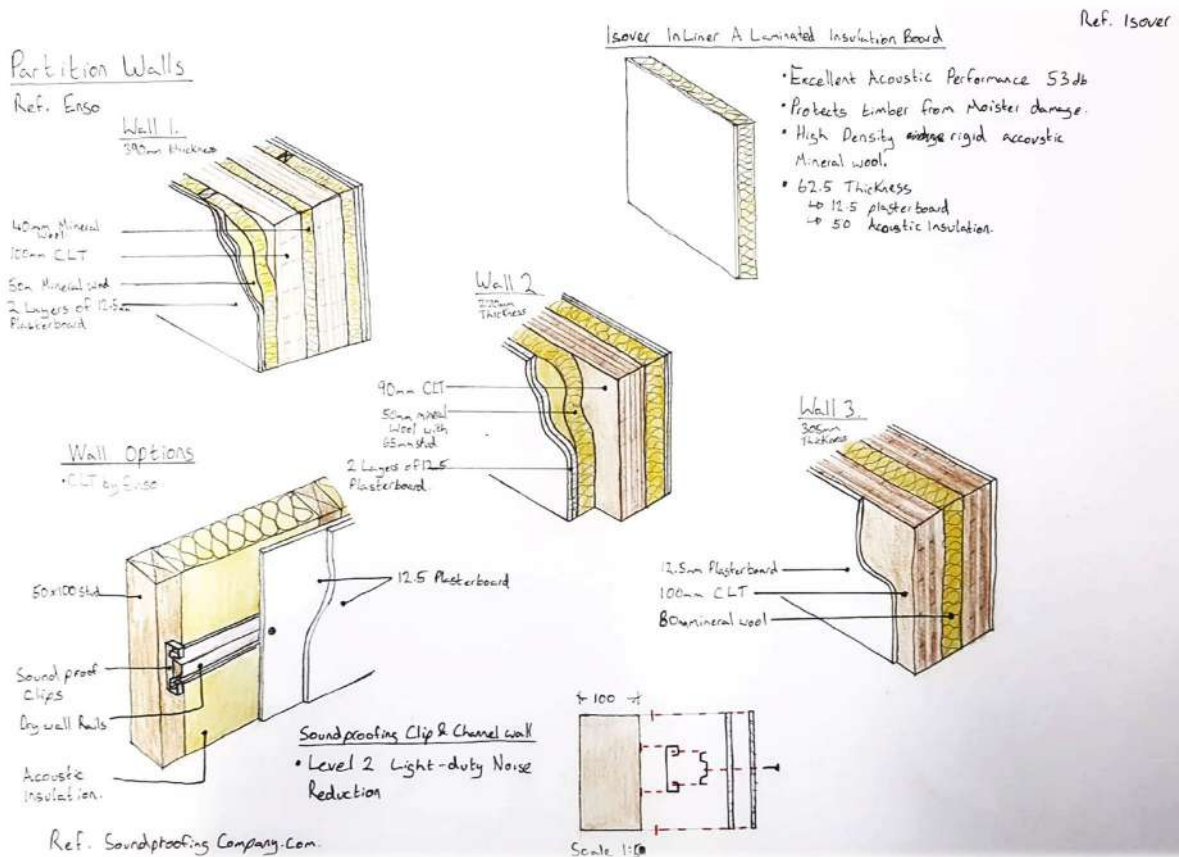 Partition Walls
Ref. Enso
Wall 1.
390mm thickness
40mm Mineral
Wool
100mm CLT
50m Mineral wool
2 Layers of 12.5mm
Plasterboard.
Isover InLiner A Laminated Insulation Board
Ref. Isover
• Excellent Acoustic Performance 53db
• Protects timber from Moister damage.
• High Density rigid accoustic
Mineral wool.
• 62.5 Thickness
↳ 12.5 plasterboard
↳ 50 Acoustic Insulation.
Wall 2
Thickness
90mm CLT
50mm mineral
Wool with
65mm stud
2 Layers of 12.5
Plasterboard.
Wall 3.
305mm
Thickness
12.5mm Plasterboard
100mm CLT
80mm mineral wool
Wall Options
• CLT by Enso
50x100 stud
12.5 Plasterboard
Sound proof
Clips
Dry wall Rails
Acoustic
Insulation.
Soundproofing Clip & Channel wall
• Level 2 Light-duty Noise
Reduction
100
Scale 1:
Ref. Soundproofing Company.Com.